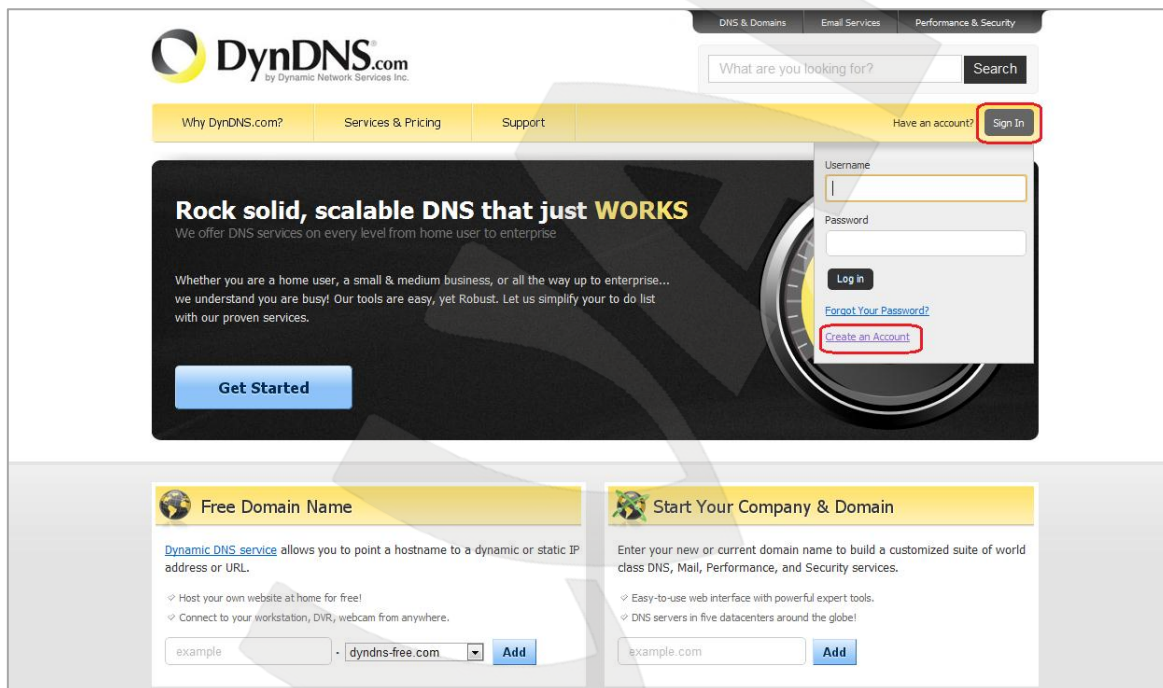 DNS & Domains Email Services Performance & Security
DynDNS.com
by Dynamic Network Services Inc.
What are you looking for? Search
Why DynDNS.com? Services & Pricing Support Have an account? Sign In
Username
Password
Log in
Forgot Your Password?
Create an Account
Rock solid, scalable DNS that just WORKS
We offer DNS services on every level from home user to enterprise
Whether you are a home user, a small & medium business, or all the way up to enterprise...
we understand you are busy! Our tools are easy, yet Robust. Let us simplify your to do list
with our proven services.
Get Started
Free Domain Name
Dynamic DNS service allows you to point a hostname to a dynamic or static IP
address or URL.
Host your own website at home for free!
Connect to your workstation, DVR, webcam from anywhere.
example . dyndns-free.com Add
Start Your Company & Domain
Enter your new or current domain name to build a customized suite of world
class DNS, Mail, Performance, and Security services.
Easy-to-use web interface with powerful expert tools.
DNS servers in five datacenters around the globe!
example.com Add